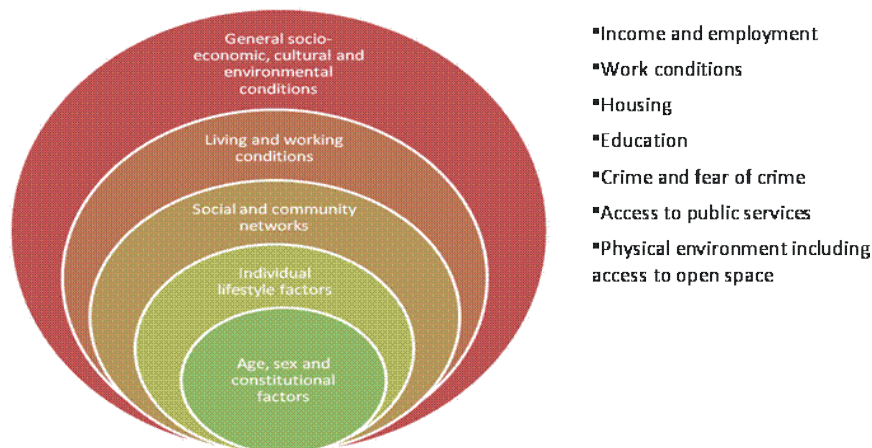 General socio-
economic, cultural and
environmental
conditions
Living and working
conditions
Social and community
networks
Individual
lifestyle factors
Age, sex and
constitutional
factors
▪Income and employment
▪Work conditions
▪Housing
▪Education
▪Crime and fear of crime
▪Access to public services
▪Physical environment including
access to open space